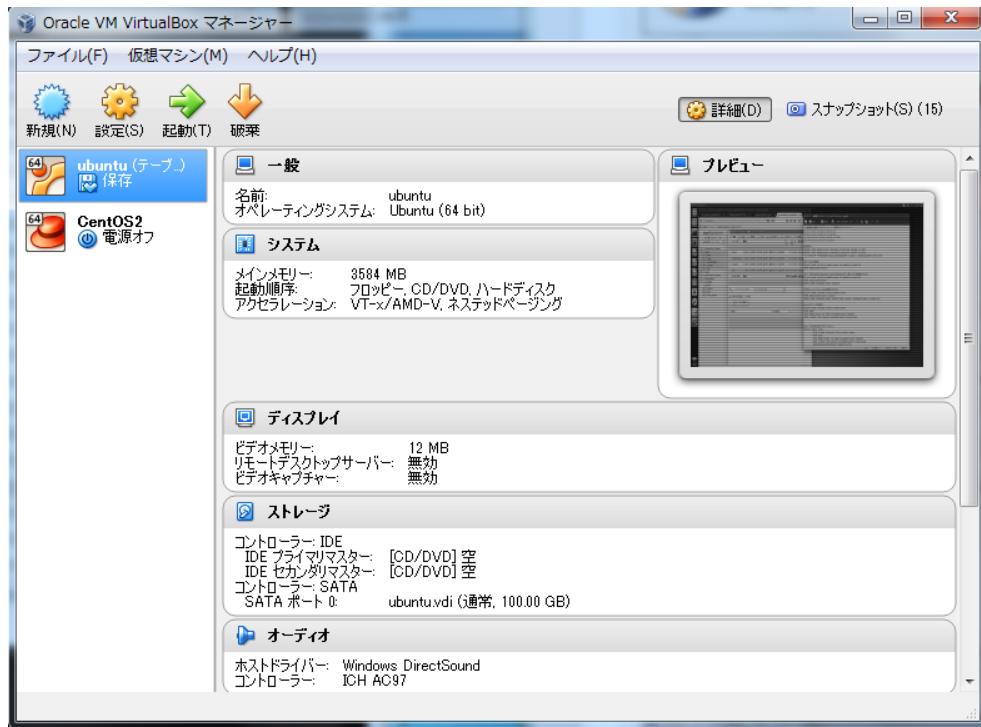 Oracle VM VirtualBox マネージャー
ファイル(F) 仮想マシン(M) ヘルプ(H)
新規(N) 設定(S) 起動(T) 破棄
詳細(D) スナップショット(S) (15)
64 ubuntu (テーブ...)
保存
64 CentOS2
電源オフ
一般
名前: ubuntu
オペレーティングシステム: Ubuntu (64 bit)
プレビュー
システム
メインメモリー: 3584 MB
起動順序: フロッピー, CD/DVD, ハードディスク
アクセラレーション: VT-x/AMD-V, ネステッドページング
ディスプレイ
ビデオメモリー: 12 MB
リモートデスクトップサーバー: 無効
ビデオキャプチャー: 無効
ストレージ
コントローラー: IDE
IDE プライマリマスター: [CD/DVD] 空
IDE セカンダリマスター: [CD/DVD] 空
コントローラー: SATA
SATA ポート 0: ubuntu.vdi (通常, 100.00 GB)
オーディオ
ホストドライバー: Windows DirectSound
コントローラー: ICH AC97